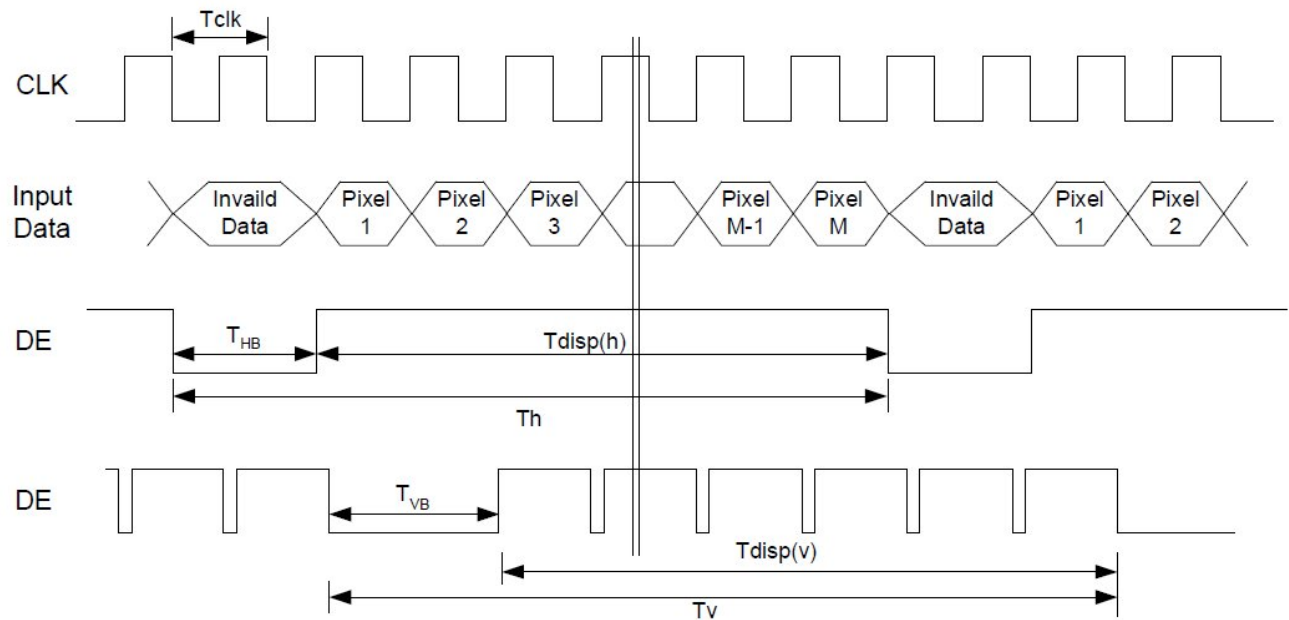 Tclk
CLK
Input
Data
Invaild
Data
Pixel
1
Pixel
2
Pixel
3
Pixel
M-1
Pixel
M
Invaild
Data
Pixel
1
Pixel
2
DE
THB
Tdisp(h)
Th
DE
TVB
Tdisp(v)
Tv